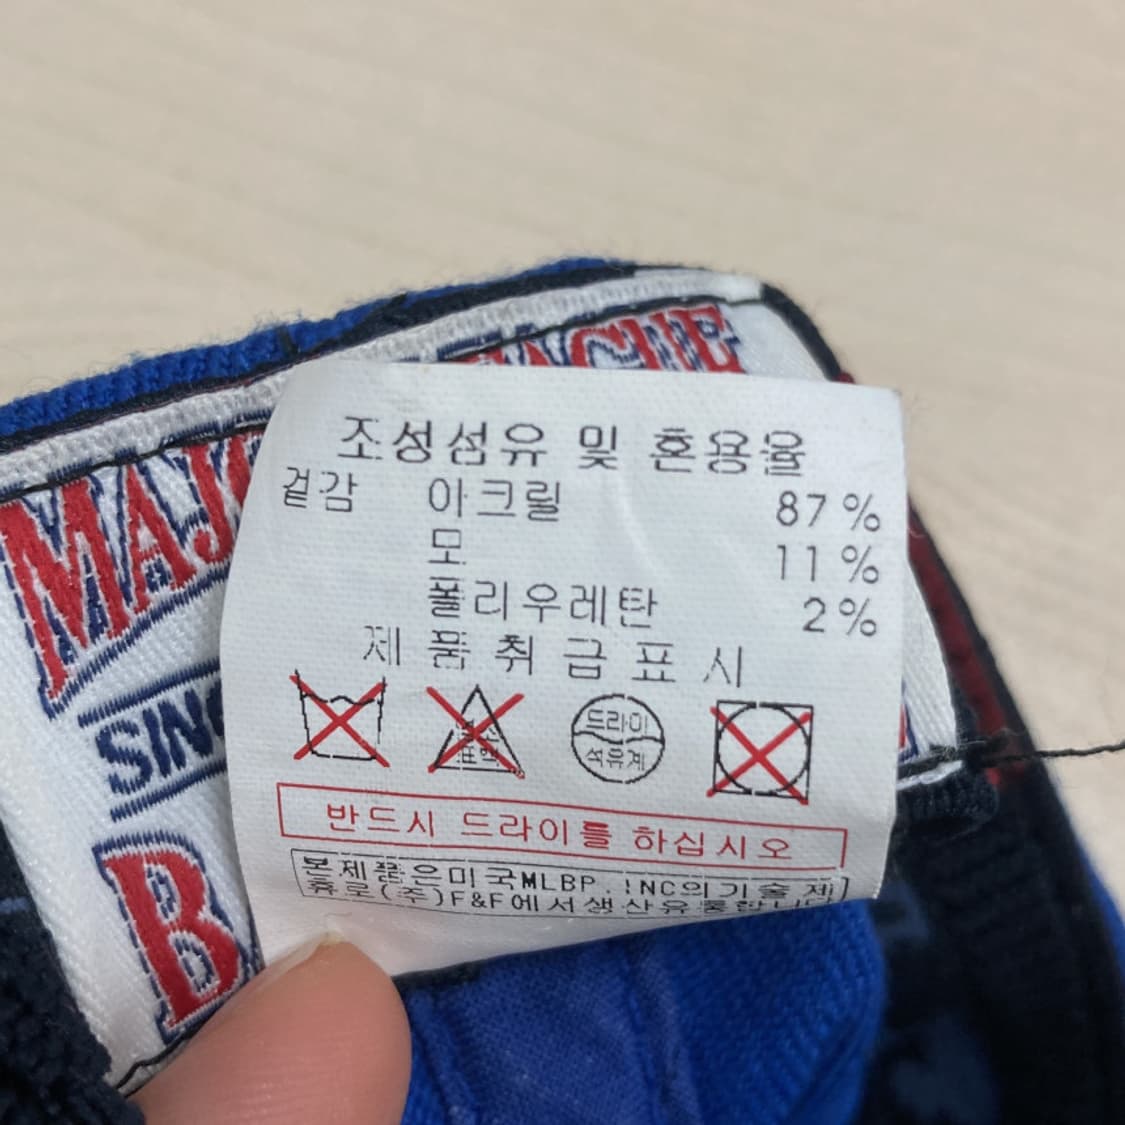 조성섬유 및 혼용율
겉감 아크릴 87%
모 11%
폴리우레탄 2%
제품취급표시
드라이
석유계
반드시 드라이를 하십시오
본제품은미국MLBP.INC의기술제
휴로(주)F&F에서생산유통합니다
MAJ
SINC
B